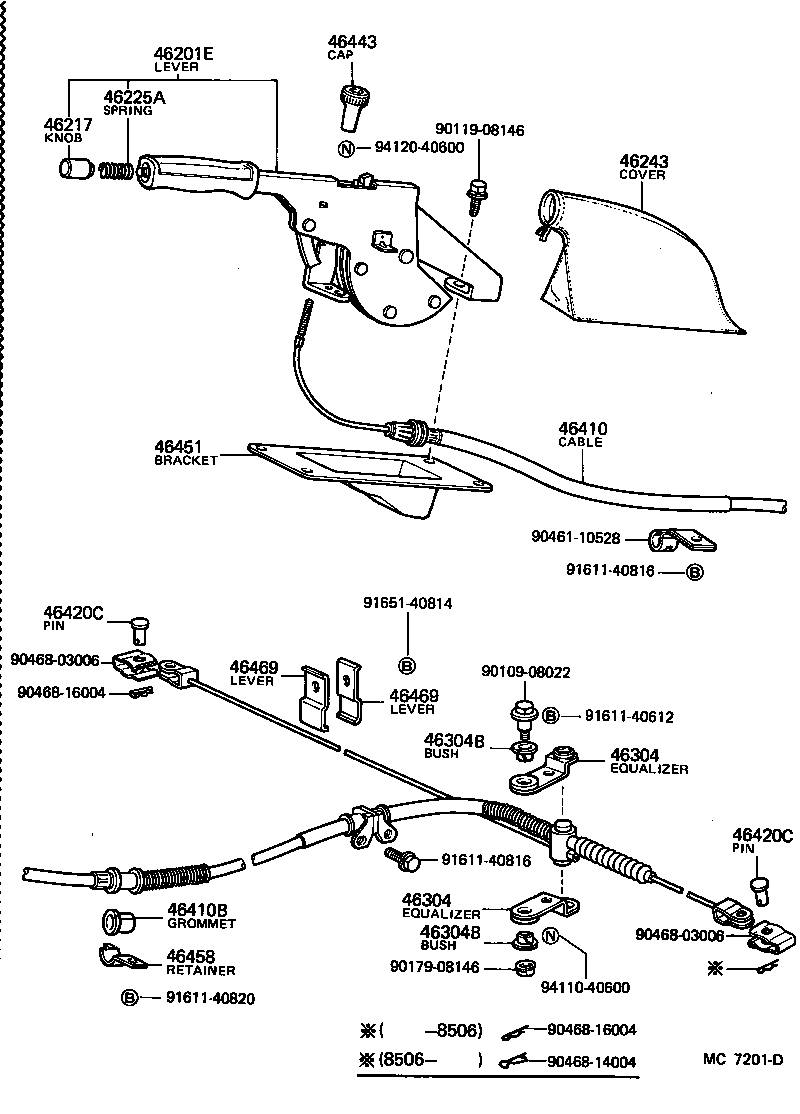 46443
CAP
46201E
LEVER
46225A
SPRING
46217
KNOB
N 94120-40600
90119-08146
46243
COVER
46451
BRACKET
46410
CABLE
90461-10528
91611-40816 B
46420C
PIN
90468-03006
90468-16004
91651-40814
B
46469
LEVER
46469
LEVER
90109-08022
B 91611-40612
46304B
BUSH
46304
EQUALIZER
91611-40816
46420C
PIN
46304
EQUALIZER
46304B
BUSH
N
90179-08146
94110-40600
90468-03006
※
46410B
GROMMET
46458
RETAINER
B 91611-40820
※( -8506) 90468-16004
※(8506- ) 90468-14004
MC 7201-D